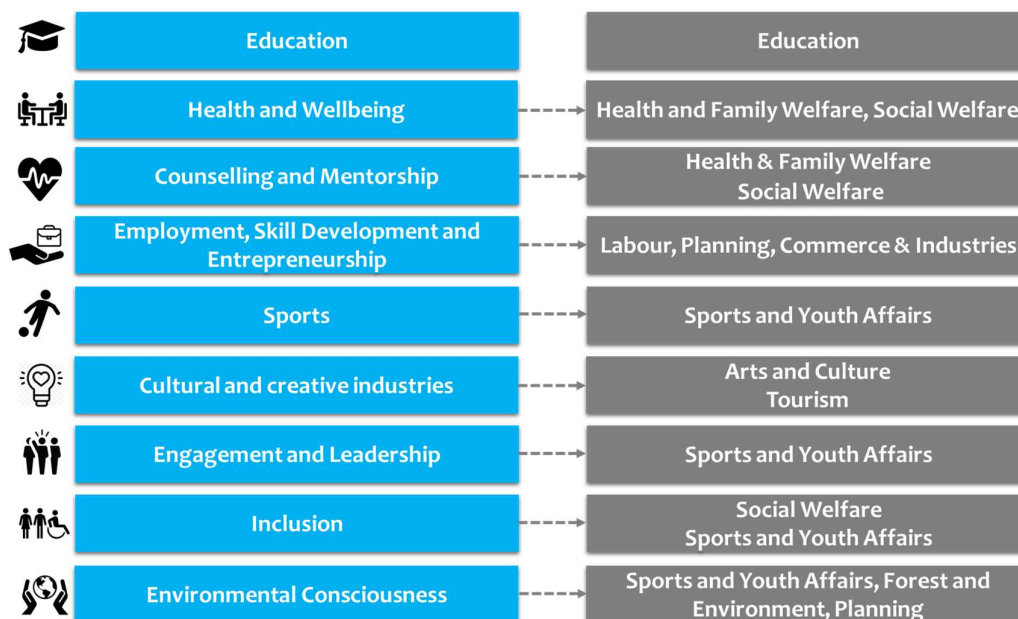 Education
Education
Health and Wellbeing
Health and Family Welfare, Social Welfare
Counselling and Mentorship
Health & Family Welfare
Social Welfare
Employment, Skill Development and
Entrepreneurship
Labour, Planning, Commerce & Industries
Sports
Sports and Youth Affairs
Cultural and creative industries
Arts and Culture
Tourism
Engagement and Leadership
Sports and Youth Affairs
Inclusion
Social Welfare
Sports and Youth Affairs
Environmental Consciousness
Sports and Youth Affairs, Forest and
Environment, Planning